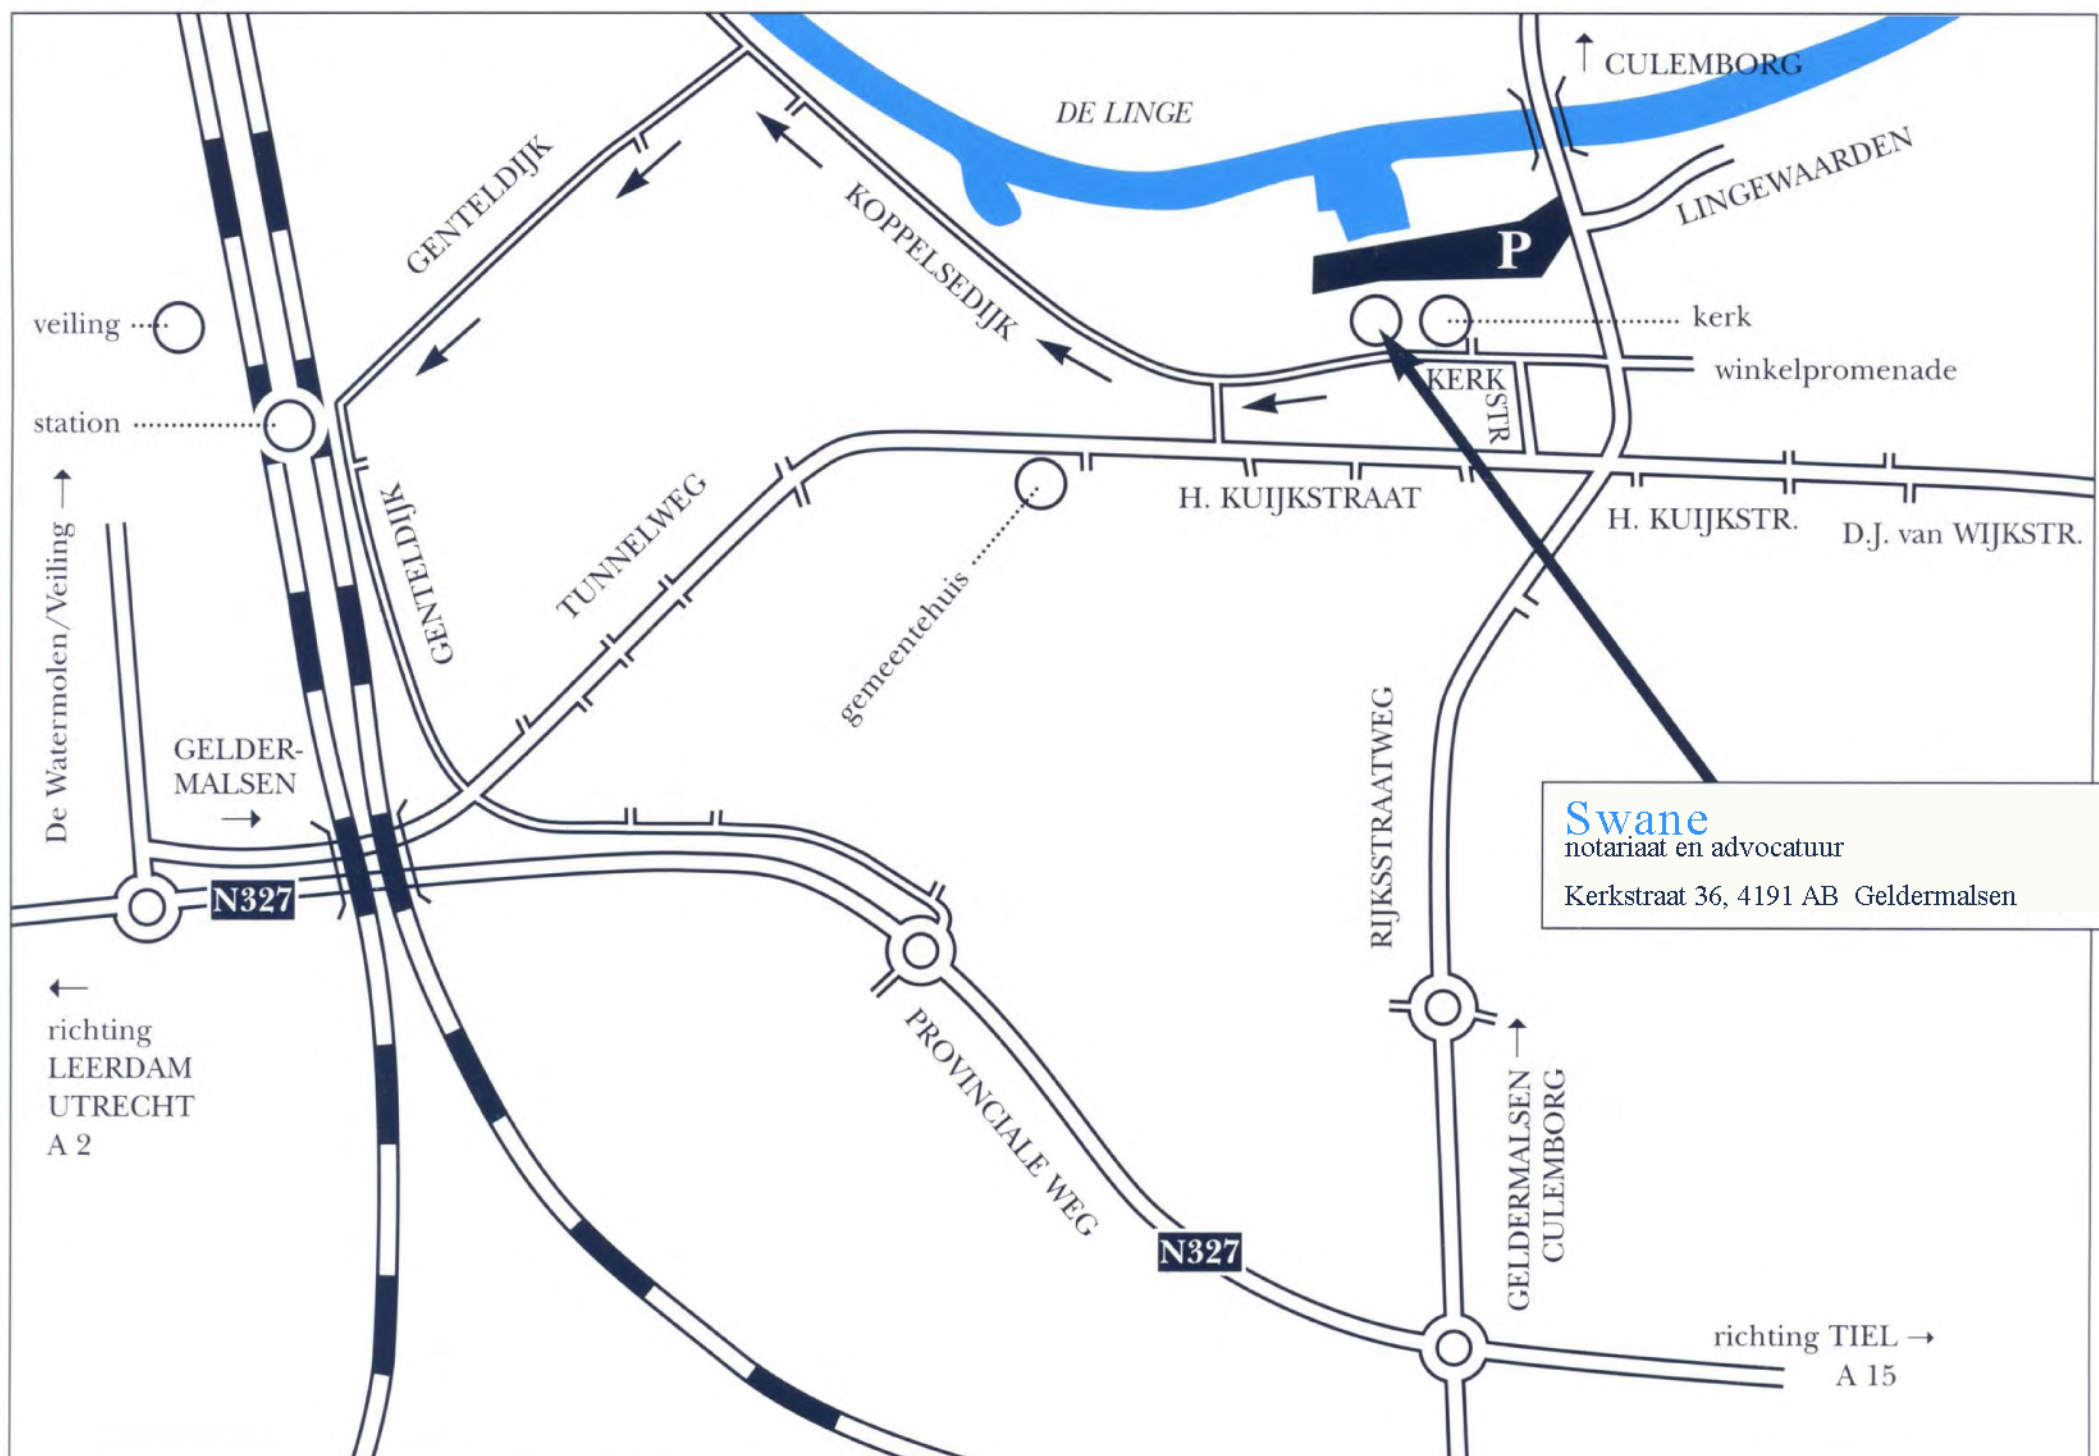 CULEMBORG
DE LINGE
LINGEWAARDEN
GENTELDIJK
KOPPELSEDIJK
P
veiling
kerk
winkelpromenade
KERK
STR
station
GENTELDIJK
TUNNELWEG
H. KUIJKSTRAAT
H. KUIJKSTR.
D.J. van WIJKSTR.
De Watermolen/Veiling
gemeentehuis
GELDER-
MALSEN
RIJKSSTRAATWEG
Swane
notariaat en advocatuur
Kerkstraat 36, 4191 AB Geldermalsen
N327
richting
LEERDAM
UTRECHT
A 2
PROVINCIALE WEG
GELDERMALSEN
CULEMBORG
N327
richting TIEL
A 15